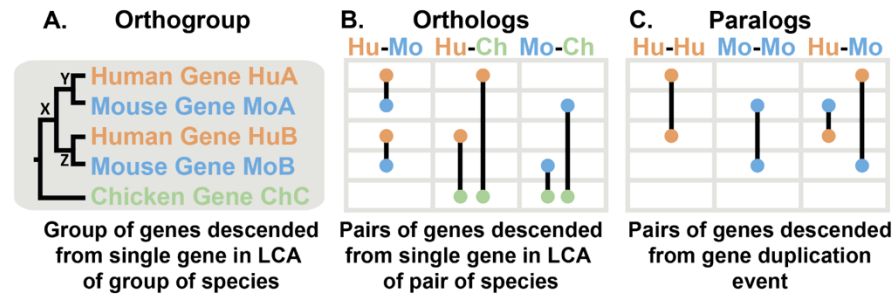 A. Orthogroup
Y
Human Gene HuA
X
Mouse Gene MoA
Human Gene HuB
Z
Mouse Gene MoB
Chicken Gene ChC
Group of genes descended
from single gene in LCA
of group of species
B. Orthologs
Hu-Mo Hu-Ch Mo-Ch
Pairs of genes descended
from single gene in LCA
of pair of species
C. Paralogs
Hu-Hu Mo-Mo Hu-Mo
Pairs of genes descended
from gene duplication
event